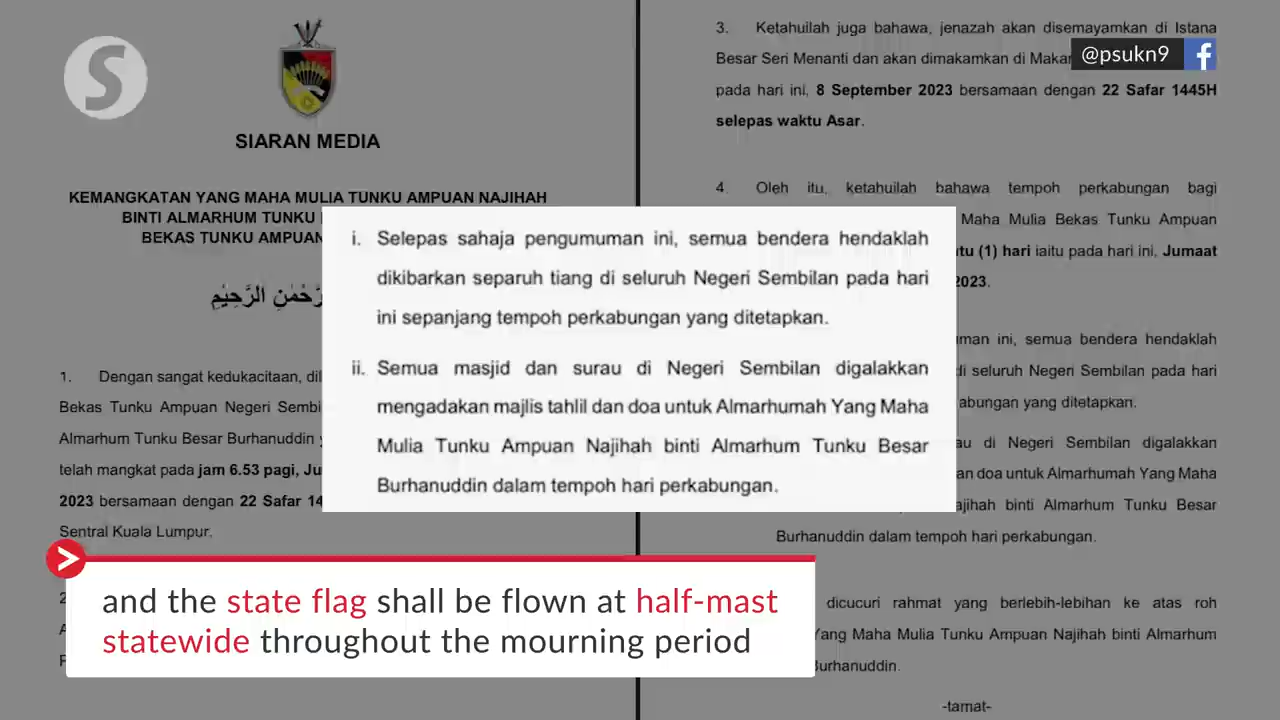 S
SIARAN MEDIA
KEMANGKATAN YANG MAHA MULIA TUNKU AMPUAN NAJIHAH
BINTI ALMARHUM TUNKU
BEKAS TUNKU AMPUAN
الرَّحِيْمِ
1. Dengan sangat kedukacitaan,
Bekas Tunku Ampuan Negeri
Almarhum Tunku Besar Burhanuddin
telah mangkat pada jam 6.53 pagi,
2023 bersamaan dengan 22 Safar
Sentral Kuala Lumpur.
3. Ketahuilah juga bahawa, jenazah akan disemayamkan di Istana
@psukn9 f
Besar Seri Menanti dan akan dimakamkan di
pada hari ini, 8 September 2023 bersamaan dengan 22 Safar 1445H
selepas waktu Asar.
4. Oleh itu, ketahuilah bahawa tempoh perkabungan bagi
Maha Mulia Bekas Tunku Ampuan
(1) hari iaitu pada hari ini, Jumaat
2023.
ini, semua bendera hendaklah
di seluruh Negeri Sembilan pada hari
yang ditetapkan.
di Negeri Sembilan digalakkan
doa untuk Almarhumah Yang Maha
binti Almarhum Tunku Besar
Burhanuddin dalam tempoh hari perkabungan.
dicucuri rahmat yang berlebih-lebihan ke atas roh
Yang Maha Mulia Tunku Ampuan Najihah binti Almarhum
Burhanuddin.
-tamat-
i. Selepas sahaja pengumuman ini, semua bendera hendaklah
dikibarkan separuh tiang di seluruh Negeri Sembilan pada hari
ini sepanjang tempoh perkabungan yang ditetapkan.
ii. Semua masjid dan surau di Negeri Sembilan digalakkan
mengadakan majlis tahlil dan doa untuk Almarhumah Yang Maha
Mulia Tunku Ampuan Najihah binti Almarhum Tunku Besar
Burhanuddin dalam tempoh hari perkabungan.
and the state flag shall be flown at half-mast
statewide throughout the mourning period